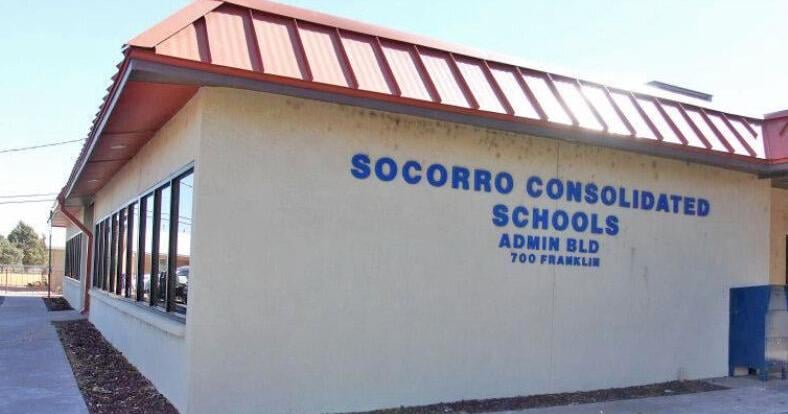 SOCORRO CONSOLIDATED
SCHOOLS
ADMIN BLD
700 FRANKLIN